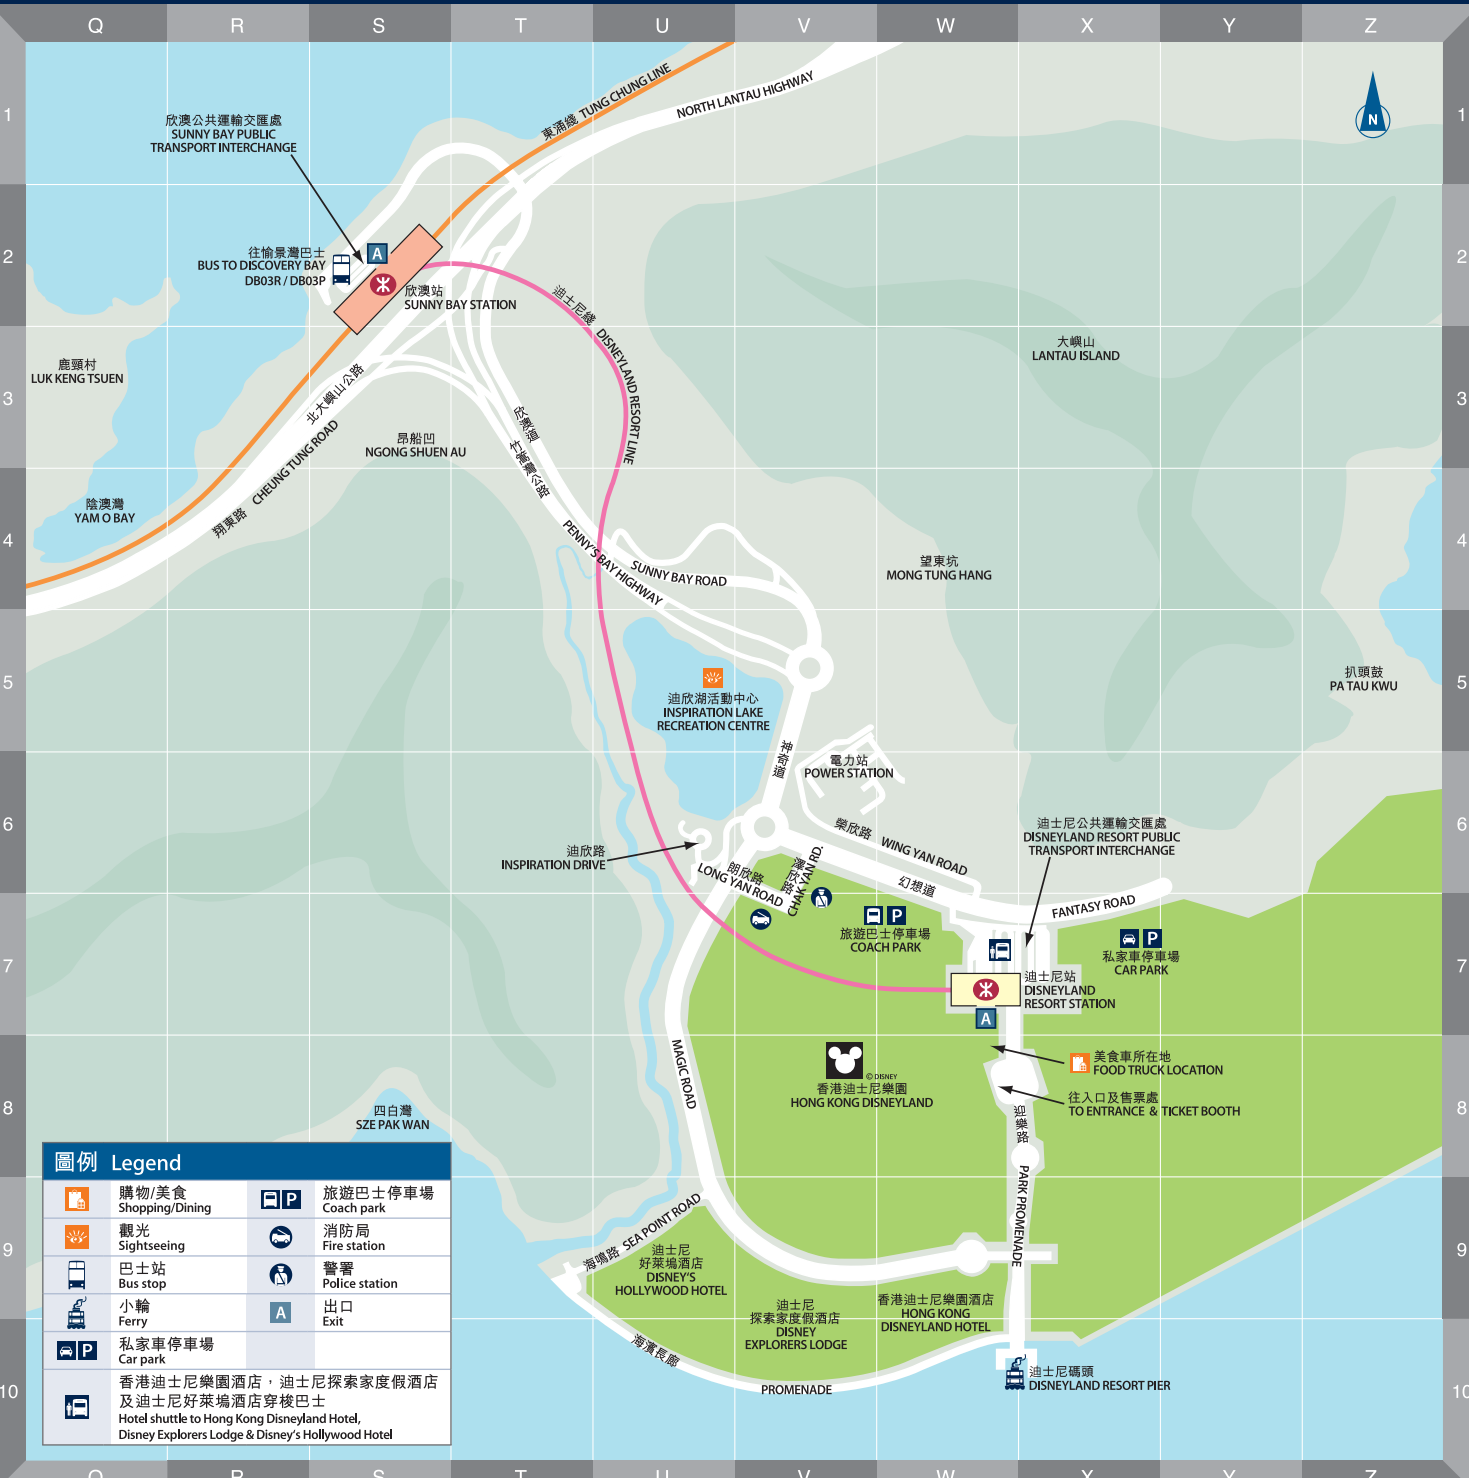 Q R S T U V W X Y Z
1
1
東涌綫 TUNG CHUNG LINE
NORTH LANTAU HIGHWAY
N
欣澳公共運輸交匯處
SUNNY BAY PUBLIC
TRANSPORT INTERCHANGE
2
2
往愉景灣巴士
BUS TO DISCOVERY BAY
DB03R / DB03P
A
欣澳站
SUNNY BAY STATION
迪士尼綫 DISNEYLAND RESORT LINE
3
3
鹿頸村
LUK KENG TSUEN
北大嶼山公路
昂船凹
NGONG SHUEN AU
欣澳道
竹篙灣公路
大嶼山
LANTAU ISLAND
4
4
陰澳灣
YAM O BAY
翔東路 CHEUNG TUNG ROAD
PENNY'S BAY HIGHWAY
SUNNY BAY ROAD
望東坑
MONG TUNG HANG
5
5
迪欣湖活動中心
INSPIRATION LAKE
RECREATION CENTRE
扒頭鼓
PA TAU KWU
神奇道
電力站
POWER STATION
6
6
迪欣路
INSPIRATION DRIVE
朗欣路
LONG YAN ROAD
澤欣路
CHAK YAN RD.
榮欣路 WING YAN ROAD
幻想道
FANTASY ROAD
迪士尼公共運輸交匯處
DISNEYLAND RESORT PUBLIC
TRANSPORT INTERCHANGE
7
7
P
旅遊巴士停車場
COACH PARK
P
私家車停車場
CAR PARK
迪士尼站
DISNEYLAND
RESORT STATION
A
8
8
MAGIC ROAD
© DISNEY
香港迪士尼樂園
HONG KONG DISNEYLAND
美食車所在地
FOOD TRUCK LOCATION
往入口及售票處
TO ENTRANCE & TICKET BOOTH
迎樂路
PARK PROMENADE
四白灣
SZE PAK WAN
9
9
海鳴路 SEA POINT ROAD
迪士尼
好萊塢酒店
DISNEY'S
HOLLYWOOD HOTEL
迪士尼
探索家度假酒店
DISNEY
EXPLORERS LODGE
香港迪士尼樂園酒店
HONG KONG
DISNEYLAND HOTEL
10
10
海濱長廊
PROMENADE
迪士尼碼頭
DISNEYLAND RESORT PIER
圖例 Legend
購物/美食
Shopping/Dining
P
旅遊巴士停車場
Coach park
觀光
Sightseeing
消防局
Fire station
巴士站
Bus stop
警署
Police station
小輪
Ferry
A
出口
Exit
P
私家車停車場
Car park
香港迪士尼樂園酒店，迪士尼探索家度假酒店
及迪士尼好萊塢酒店穿梭巴士
Hotel shuttle to Hong Kong Disneyland Hotel,
Disney Explorers Lodge & Disney's Hollywood Hotel
Q R S T U V W X Y Z